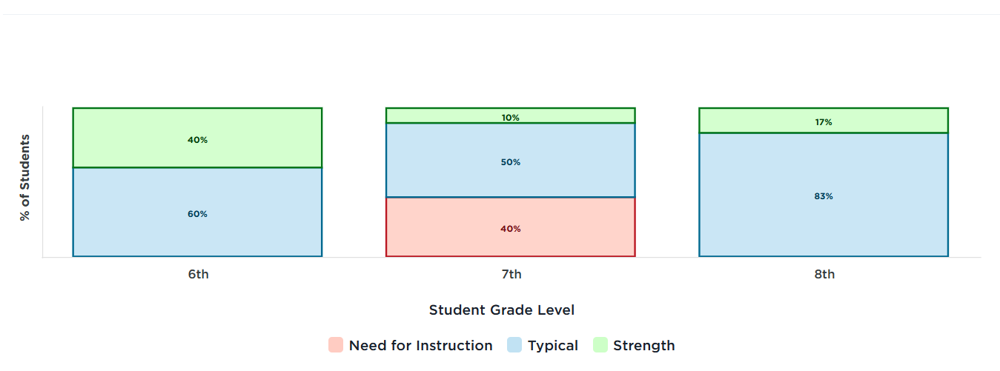 % of Students
40%
60%
10%
50%
40%
17%
83%
6th
7th
8th
Student Grade Level
Need for Instruction
Typical
Strength